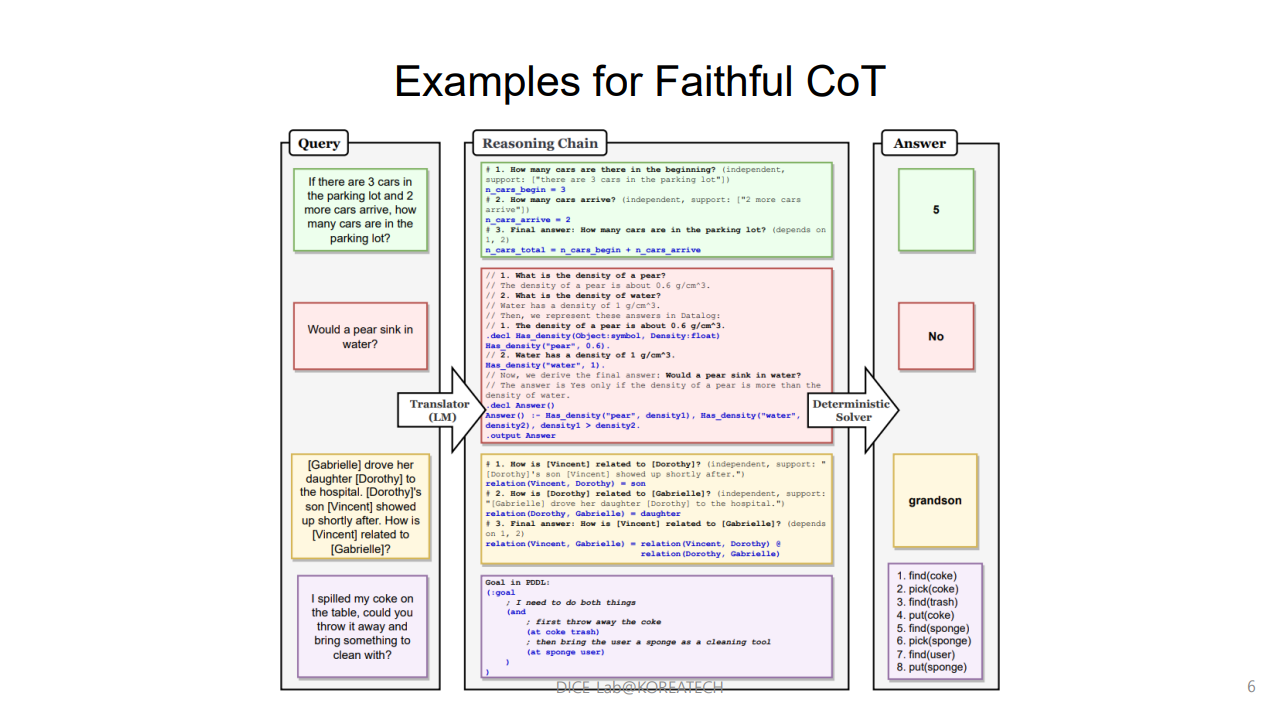 Examples for Faithful CoT
Query
If there are 3 cars in
the parking lot and 2
more cars arrive, how
many cars are in the
parking lot?
Would a pear sink in
water?
[Gabrielle] drove her
daughter [Dorothy] to
the hospital. [Dorothy]'s
son [Vincent] showed
up shortly after. How is
[Vincent] related to
[Gabrielle]?
I spilled my coke on
the table, could you
throw it away and
bring something to
clean with?
Translator
(LM)
Reasoning Chain
# 1. How many cars are there in the beginning? (independent,
support: ["there are 3 cars in the parking lot"])
n_cars_begin = 3
# 2. How many cars arrive? (independent, support: ["2 more cars
arrive"])
n_cars_arrive = 2
# 3. Final answer: How many cars are in the parking lot? (depends on
1, 2)
n_cars_total = n_cars_begin + n_cars_arrive
// 1. What is the density of a pear?
// The density of a pear is about 0.6 g/cm^3.
// 2. What is the density of water?
// Water has a density of 1 g/cm^3.
// Then, we represent these answers in Datalog:
// 1. The density of a pear is about 0.6 g/cm^3.
.decl Has_density(Object:symbol, Density:float)
Has_density("pear", 0.6).
// 2. Water has a density of 1 g/cm^3.
Has_density("water", 1).
// Now, we derive the final answer: Would a pear sink in water?
// The answer is Yes only if the density of a pear is more than the
density of water.
.decl Answer()
Answer() :- Has_density("pear", density1), Has_density("water",
density2), density1 > density2.
.output Answer
# 1. How is [Vincent] related to [Dorothy]? (independent, support: "
[Dorothy]'s son [Vincent] showed up shortly after.")
relation(Vincent, Dorothy) = son
# 2. How is [Dorothy] related to [Gabrielle]? (independent, support:
"[Gabrielle] drove her daughter [Dorothy] to the hospital.")
relation(Dorothy, Gabrielle) = daughter
# 3. Final answer: How is [Vincent] related to [Gabrielle]? (depends
on 1, 2)
relation(Vincent, Gabrielle) = relation(Vincent, Dorothy) @
relation(Dorothy, Gabrielle)
Goal in PDDL:
(:goal
; I need to do both things
(and
; first throw away the coke
(at coke trash)
; then bring the user a sponge as a cleaning tool
(at sponge user)
)
)
Deterministic
Solver
Answer
5
No
grandson
1. find(coke)
2. pick(coke)
3. find(trash)
4. put(coke)
5. find(sponge)
6. pick(sponge)
7. find(user)
8. put(sponge)
DICE Lab@KOREATECH
6